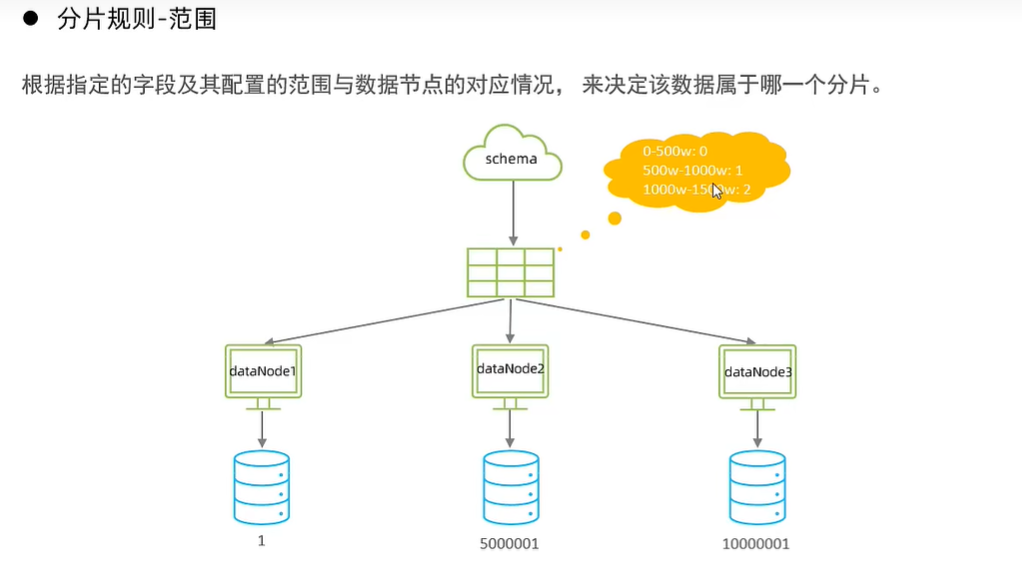 ● 分片规则-范围
根据指定的字段及其配置的范围与数据节点的对应情况， 来决定该数据属于哪一个分片。
schema
0-500w: 0
500w-1000w: 1
1000w-1500w: 2
dataNode1
dataNode2
dataNode3
1
5000001
10000001